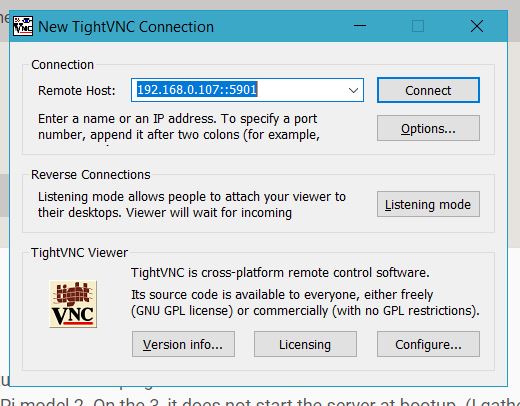 New TightVNC Connection
Connection
Remote Host: 192.168.0.107::5901
Connect
Enter a name or an IP address. To specify a port
number, append it after two colons (for example,
Options...
Reverse Connections
Listening mode allows people to attach your viewer to
their desktops. Viewer will wait for incoming
Listening mode
TightVNC Viewer
tight
VNC
TightVNC is cross-platform remote control software.
Its source code is available to everyone, either freely
(GNU GPL license) or commercially (with no GPL restrictions).
Version info...
Licensing
Configure...
Pi model 2. On the 3, it does not start the server at bootup. (I gathe